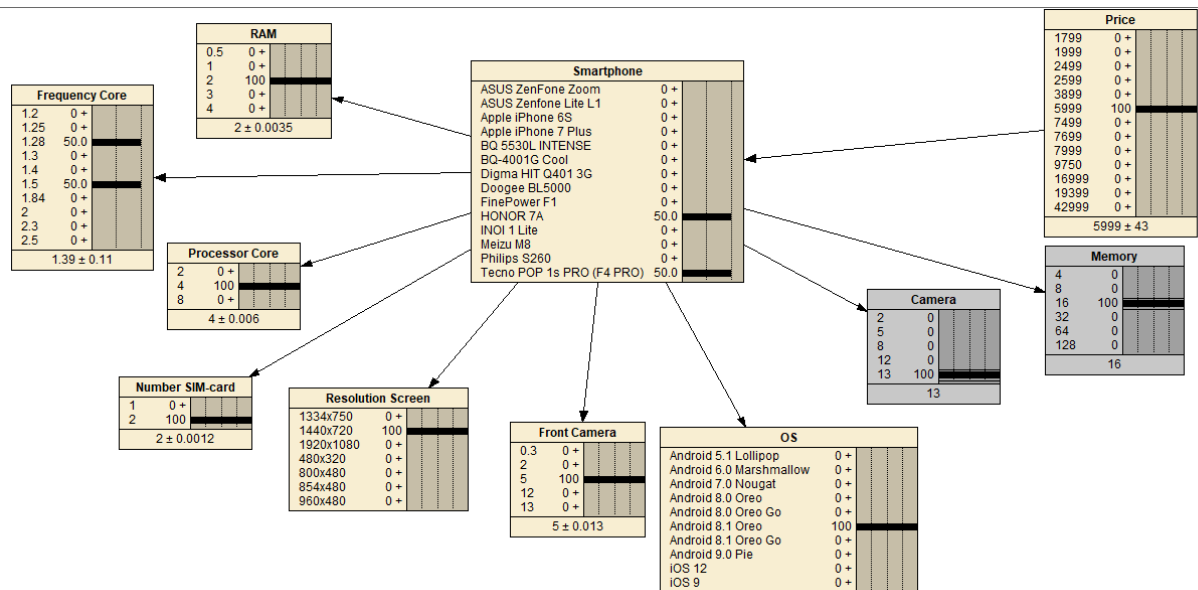 RAM
0.5 0 +
1 0 +
2 100
3 0 +
4 0 +
2 ± 0.0035
Frequency Core
1.2 0 +
1.25 0 +
1.28 50.0
1.3 0 +
1.4 0 +
1.5 50.0
1.84 0 +
2 0 +
2.3 0 +
2.5 0 +
1.39 ± 0.11
Smartphone
ASUS ZenFone Zoom 0 +
ASUS Zenfone Lite L1 0 +
Apple iPhone 6S 0 +
Apple iPhone 7 Plus 0 +
BQ 5530L INTENSE 0 +
BQ-4001G Cool 0 +
Digma HIT Q401 3G 0 +
Doogee BL5000 0 +
FinePower F1 0 +
HONOR 7A 50.0
INOI 1 Lite 0 +
Meizu M8 0 +
Philips S260 0 +
Tecno POP 1s PRO (F4 PRO) 50.0
Price
1799 0 +
1999 0 +
2499 0 +
2599 0 +
3899 0 +
5999 100
7499 0 +
7699 0 +
7999 0 +
9750 0 +
16999 0 +
19399 0 +
42999 0 +
5999 ± 43
Processor Core
2 0 +
4 100
8 0 +
4 ± 0.006
Memory
4 0
8 0
16 100
32 0
64 0
128 0
16
Camera
2 0
5 0
8 0
12 0
13 100
13
Number SIM-card
1 0 +
2 100
2 ± 0.0012
Resolution Screen
1334x750 0 +
1440x720 100
1920x1080 0 +
480x320 0 +
800x480 0 +
854x480 0 +
960x480 0 +
Front Camera
0.3 0 +
2 0 +
5 100
12 0 +
13 0 +
5 ± 0.013
OS
Android 5.1 Lollipop 0 +
Android 6.0 Marshmallow 0 +
Android 7.0 Nougat 0 +
Android 8.0 Oreo 0 +
Android 8.0 Oreo Go 0 +
Android 8.1 Oreo 100
Android 8.1 Oreo Go 0 +
Android 9.0 Pie 0 +
iOS 12 0 +
iOS 9 0 +